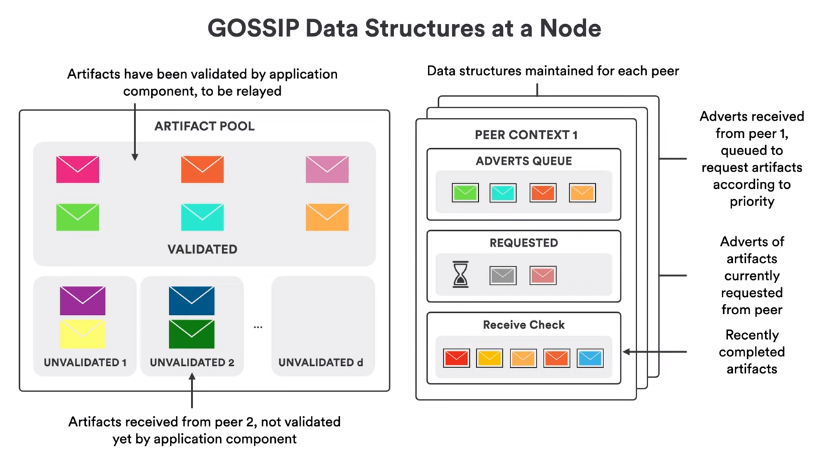 GOSSIP Data Structures at a Node
Artifacts have been validated by application
component, to be relayed
ARTIFACT POOL
VALIDATED
UNVALIDATED 1
UNVALIDATED 2
...
UNVALIDATED d
Artifacts received from peer 2, not validated
yet by application component
Data structures maintained for each peer
PEER CONTEXT 1
ADVERTS QUEUE
REQUESTED
Receive Check
Adverts received
from peer 1,
queued to
request artifacts
according to
priority
Adverts of
artifacts
currently
requested
from peer
Recently
completed
artifacts